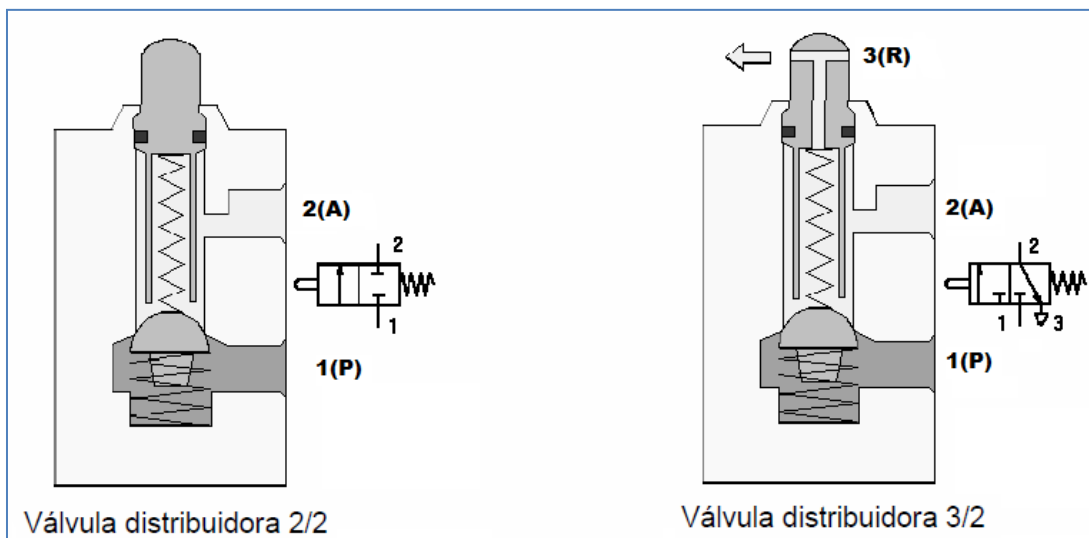 3(R)
2(A)
2
1
1(P)
Válvula distribuidora 2/2
2(A)
2
1
3
1(P)
Válvula distribuidora 3/2